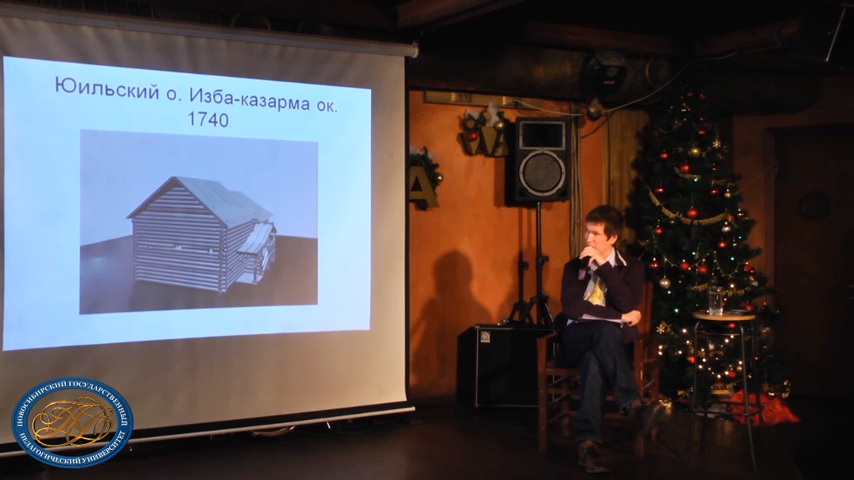 Юильский о. Изба-казарма ок.
1740
A
W
НОВОСИБИРСКИЙ ГОСУДАРСТВЕННЫЙ
ПЕДАГОГИЧЕСКИЙ УНИВЕРСИТЕТ